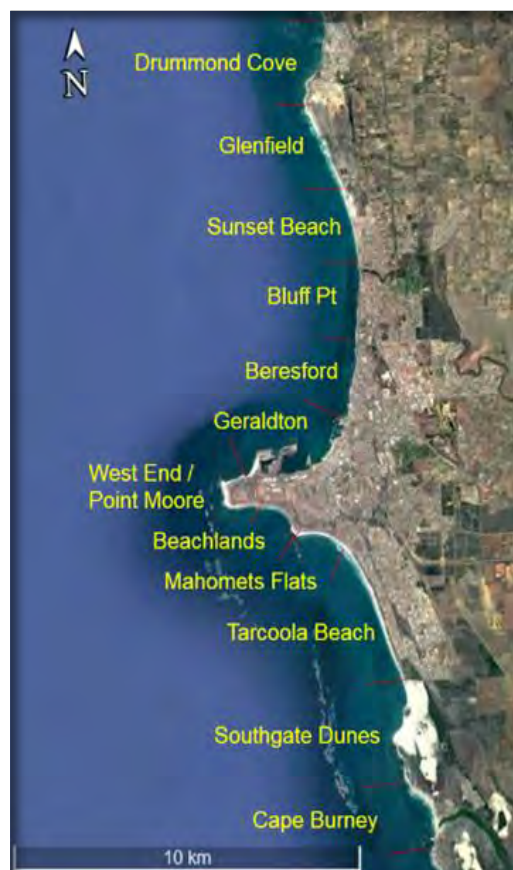 N
Drummond Cove
Glenfield
Sunset Beach
Bluff Pt
Beresford
Geraldton
West End /
Point Moore
Beachlands
Mahomets Flats
Tarcoola Beach
Southgate Dunes
Cape Burney
10 km